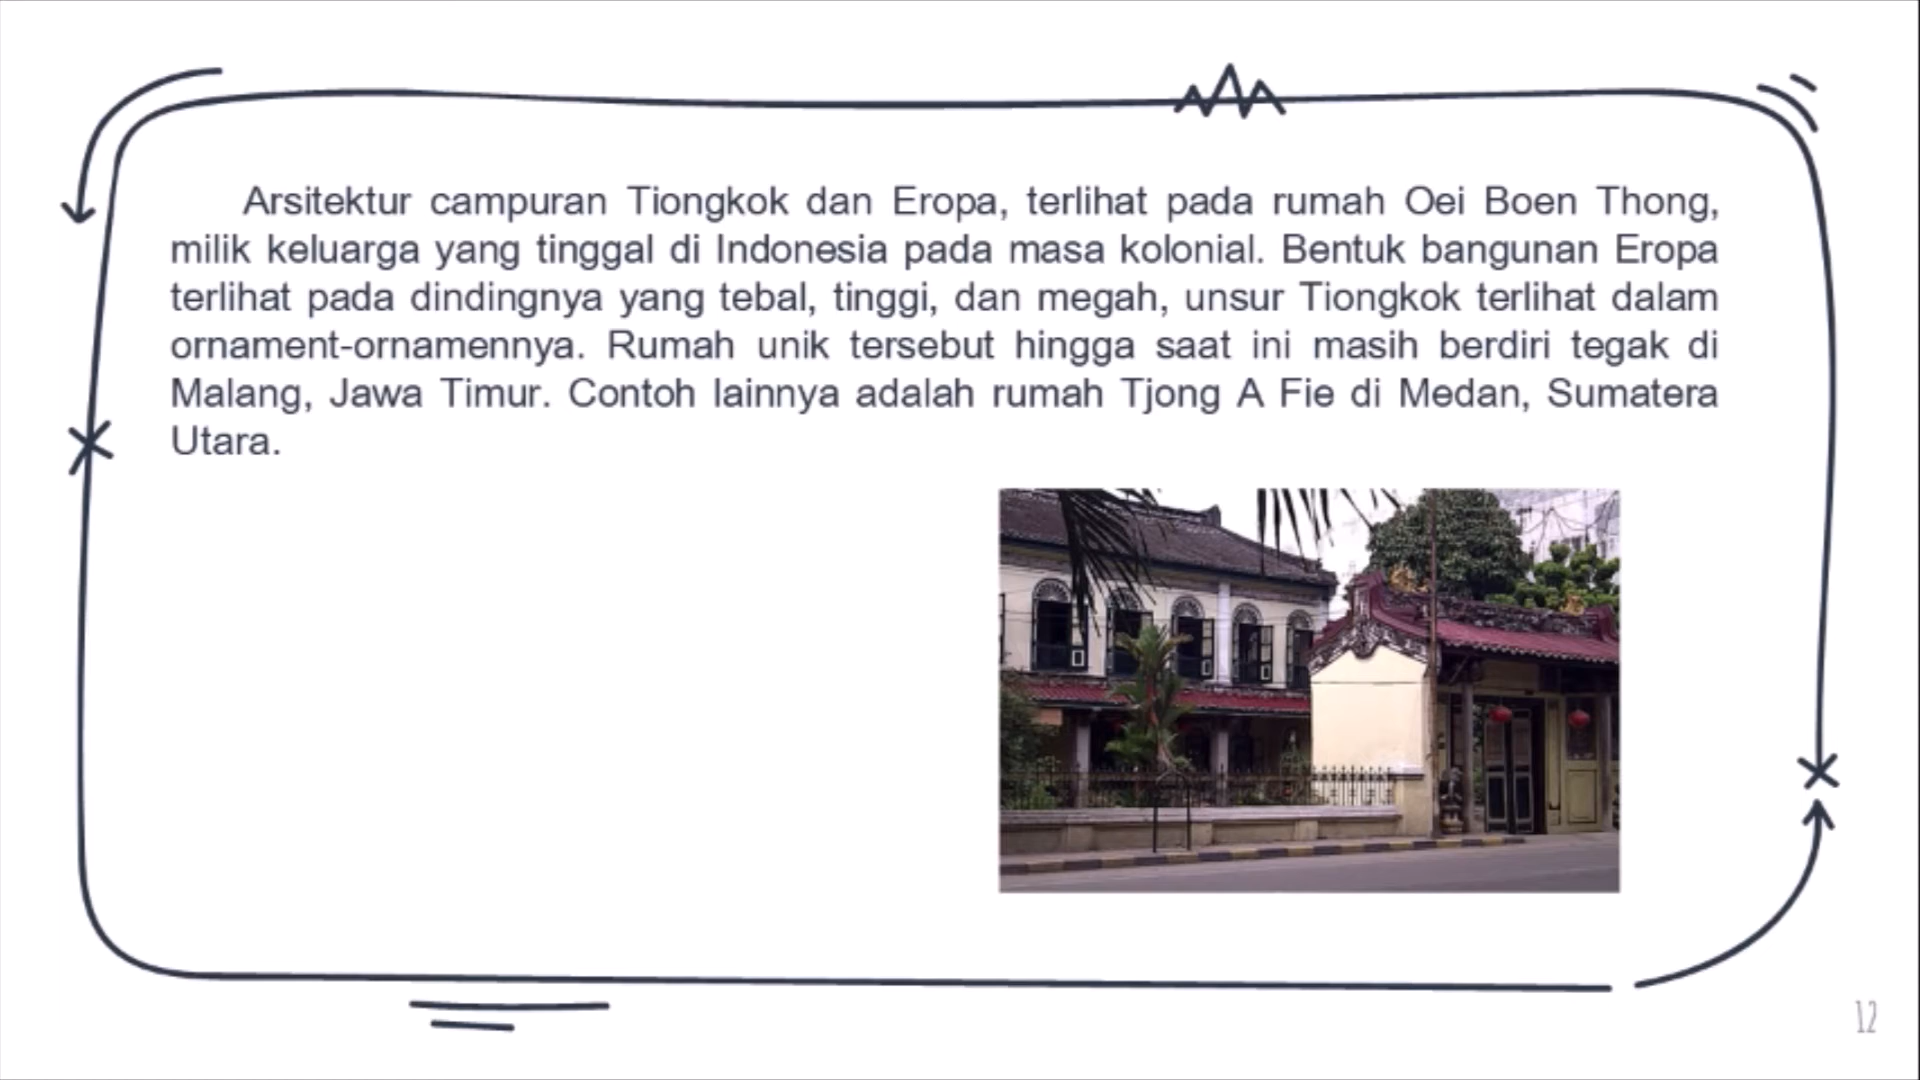 Arsitektur campuran Tiongkok dan Eropa, terlihat pada rumah Oei Boen Thong,
milik keluarga yang tinggal di Indonesia pada masa kolonial. Bentuk bangunan Eropa
terlihat pada dindingnya yang tebal, tinggi, dan megah, unsur Tiongkok terlihat dalam
ornament-ornamennya. Rumah unik tersebut hingga saat ini masih berdiri tegak di
Malang, Jawa Timur. Contoh lainnya adalah rumah Tjong A Fie di Medan, Sumatera
Utara.
12